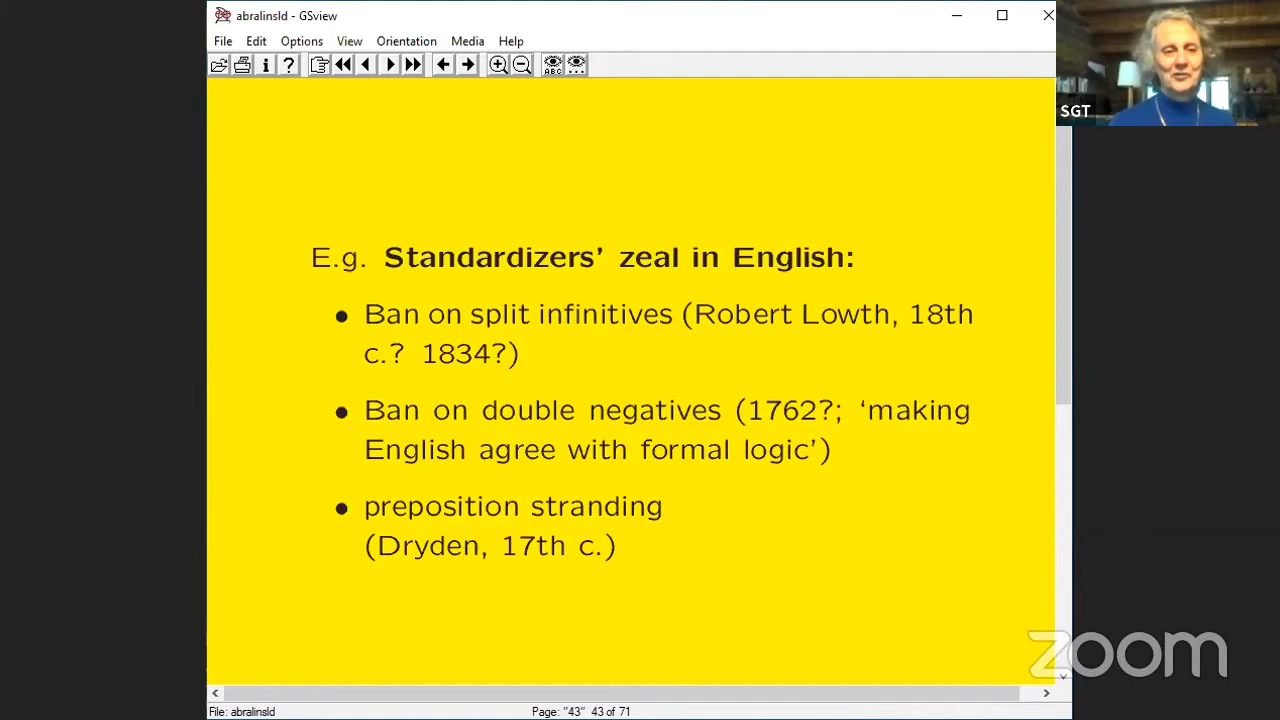 abralinsld - GSview
File Edit Options View Orientation Media Help
ABC
SGT
E.g. Standardizers’ zeal in English:
• Ban on split infinitives (Robert Lowth, 18th
c.? 1834?)
• Ban on double negatives (1762?; ‘making
English agree with formal logic’)
• preposition stranding
(Dryden, 17th c.)
zoom
File: abralinsld Page: "43" 43 of 71